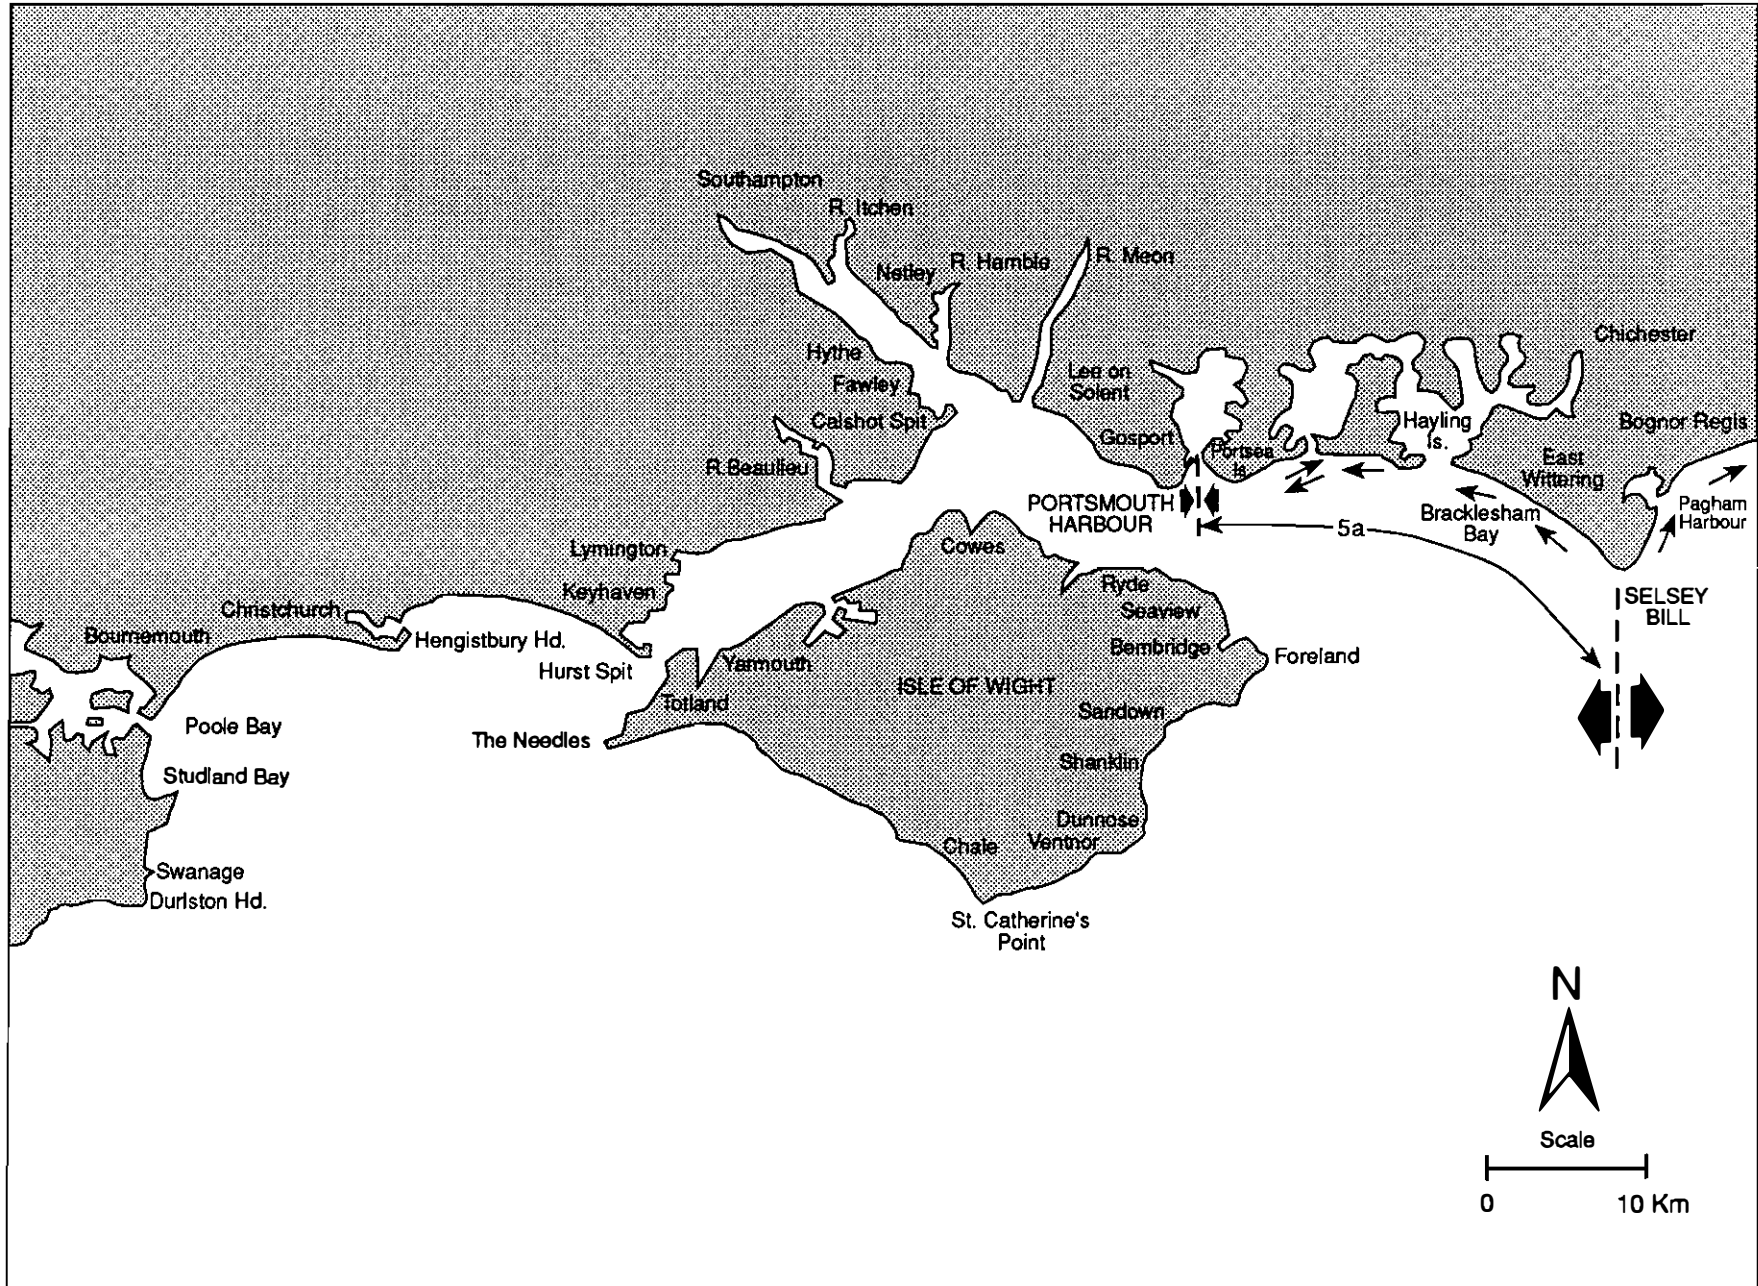 Southampton
R. Itchen
Netley
R. Hamble
R. Meon
Hythe
Fawley
Calshot Spit
R.Beaulieu
Lee on
Solent
Gosport
Portsea
Is.
Hayling
Is.
Chichester
Bognor Regis
East
Wittering
PORTSMOUTH
HARBOUR
5a
Bracklesham
Bay
Pagham
Harbour
SELSEY
BILL
Lymington
Keyhaven
Christchurch
Bournemouth
Hengistbury Hd.
Hurst Spit
Cowes
Ryde
Seaview
Bembridge
Foreland
Yarmouth
ISLE OF WIGHT
Totland
Sandown
The Needles
Shanklin
Poole Bay
Studland Bay
Dunnose
Ventnor
Chale
Swanage
Durlston Hd.
St. Catherine's
Point
N
Scale
0 10 Km